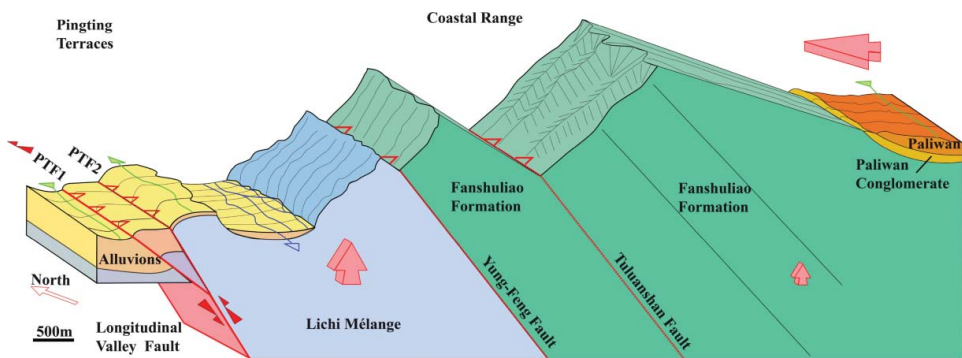 Pingting
Terraces
Coastal Range
PTF1
PTF2
Alluvions
North
500m
Longitudinal
Valley Fault
Lichi Mélange
Yung-Feng Fault
Fanshuliao
Formation
Tuluanshan Fault
Fanshuliao
Formation
Paliwan
Paliwan
Conglomerate